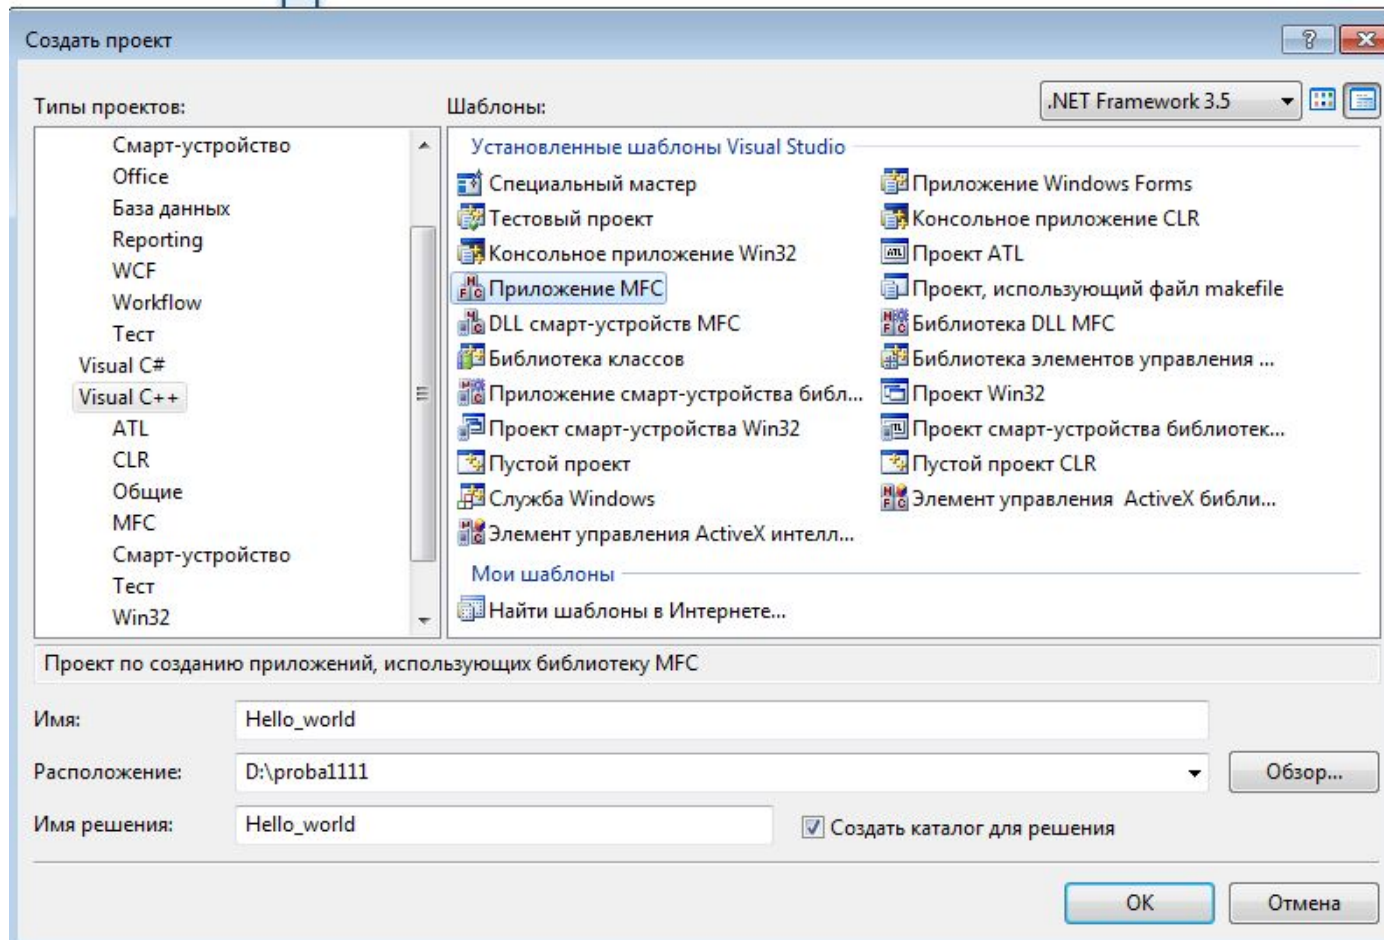 Создать проект
Типы проектов:
Шаблоны:
.NET Framework 3.5
Смарт-устройство
Office
База данных
Reporting
WCF
Workflow
Тест
Visual C#
Visual C++
ATL
CLR
Общие
MFC
Смарт-устройство
Тест
Win32
Установленные шаблоны Visual Studio
Специальный мастер
Приложение Windows Forms
Тестовый проект
Консольное приложение CLR
Консольное приложение Win32
Проект ATL
Приложение MFC
Проект, использующий файл makefile
DLL смарт-устройств MFC
Библиотека DLL MFC
Библиотека классов
Библиотека элементов управления ...
Приложение смарт-устройства библ...
Проект Win32
Проект смарт-устройства Win32
Проект смарт-устройства библиотек...
Пустой проект
Пустой проект CLR
Служба Windows
Элемент управления ActiveX библи...
Элемент управления ActiveX интелл...
Мои шаблоны
Найти шаблоны в Интернете...
Проект по созданию приложений, использующих библиотеку MFC
Имя:
Hello_world
Расположение:
D:\proba1111
Обзор...
Имя решения:
Hello_world
Создать каталог для решения
OK
Отмена